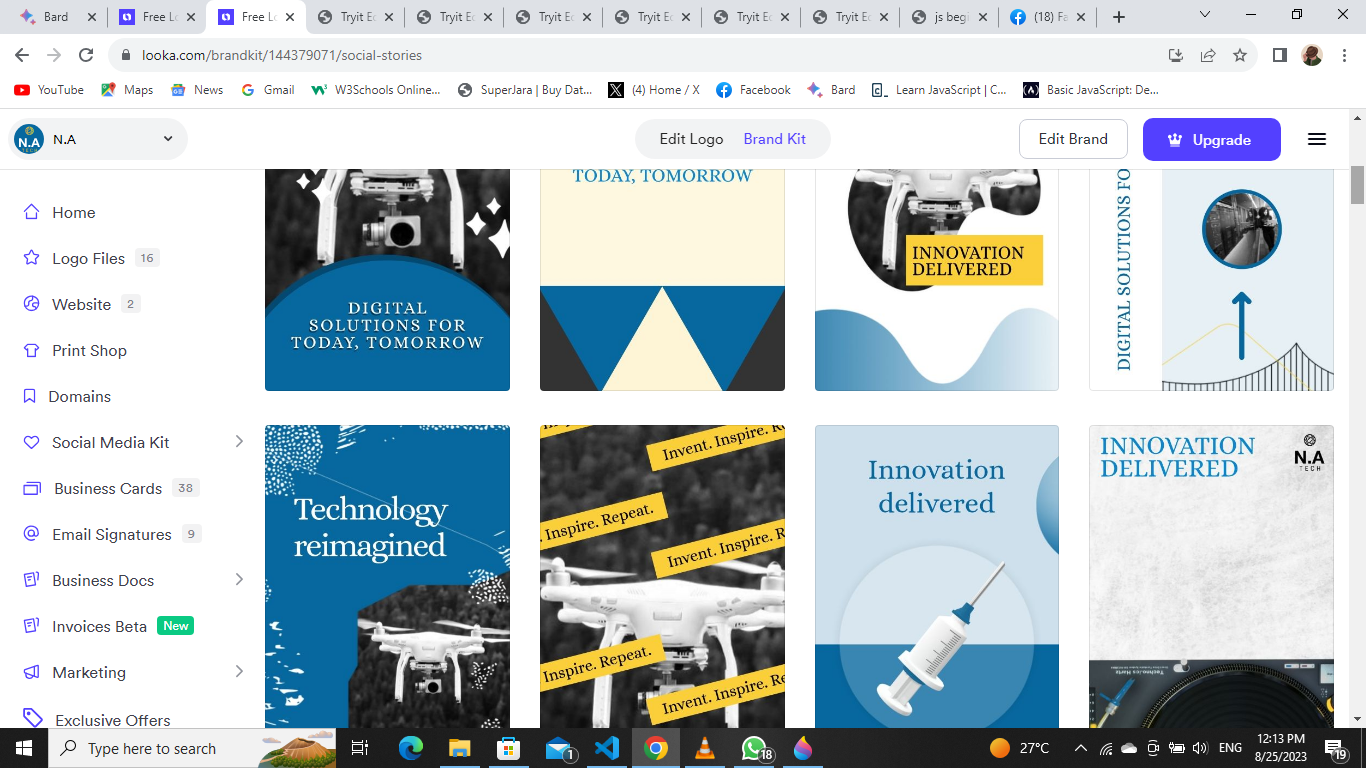 Bard
Free Lo
Free Lo
Tryit Ec
Tryit Ec
Tryit Ec
Tryit Ec
Tryit Ec
Tryit Ec
js begi
(18) Fa
looka.com/brandkit/144379071/social-stories
YouTube
Maps
News
Gmail
W3Schools Online...
SuperJara | Buy Dat...
(4) Home / X
Facebook
Bard
Learn JavaScript | C...
Basic JavaScript: De...
N.A
TECH
N.A
Edit Logo
Brand Kit
Edit Brand
Upgrade
Home
Logo Files 16
Website 2
Print Shop
Domains
Social Media Kit
Business Cards 38
Email Signatures 9
Business Docs
Invoices Beta New
Marketing
Exclusive Offers
DIGITAL
SOLUTIONS FOR
TODAY, TOMORROW
TODAY, TOMORROW
INNOVATION
DELIVERED
DIGITAL SOLUTIONS FO
Technology
reimagined
Invent. Inspire. R
. Inspire. Repeat.
Invent. Inspire. R
Inspire. Repeat.
Invent. Inspire. Re
Innovation
delivered
INNOVATION
DELIVERED
N.A
TECH
Type here to search
1
18
27°C
ENG
12:13 PM
8/25/2023
19